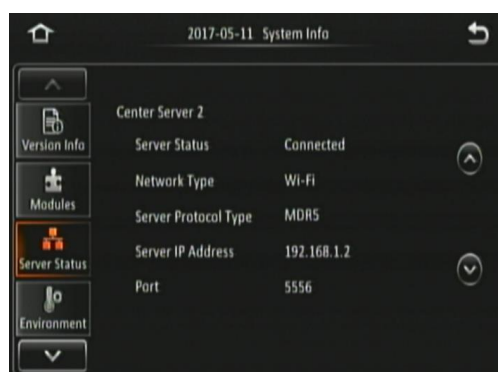 2017-05-11 System Info
Version Info
Modules
Server Status
Environment
Center Server 2
Server Status Connected
Network Type Wi-Fi
Server Protocol Type MDR5
Server IP Address 192.168.1.2
Port 5556